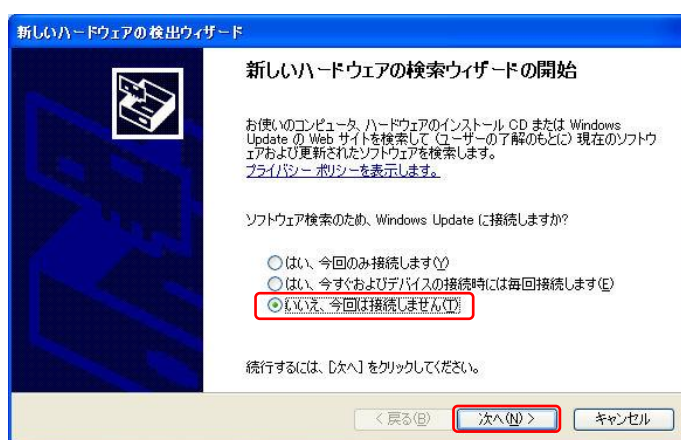 新しいハードウェアの検出ウィザード
新しいハードウェアの検索ウィザードの開始
お使いのコンピュータ、ハードウェアのインストール CD または Windows
Update の Web サイトを検索して (ユーザーの了解のもとに) 現在のソフトウ
ェアおよび更新されたソフトウェアを検索します。
プライバシー ポリシーを表示します。
ソフトウェア検索のため、Windows Update に接続しますか?
はい、今回のみ接続します(Y)
はい、今すぐおよびデバイスの接続時には毎回接続します(E)
いいえ、今回は接続しません(T)
続行するには、[次へ] をクリックしてください。
< 戻る(B)
次へ(N) >
キャンセル